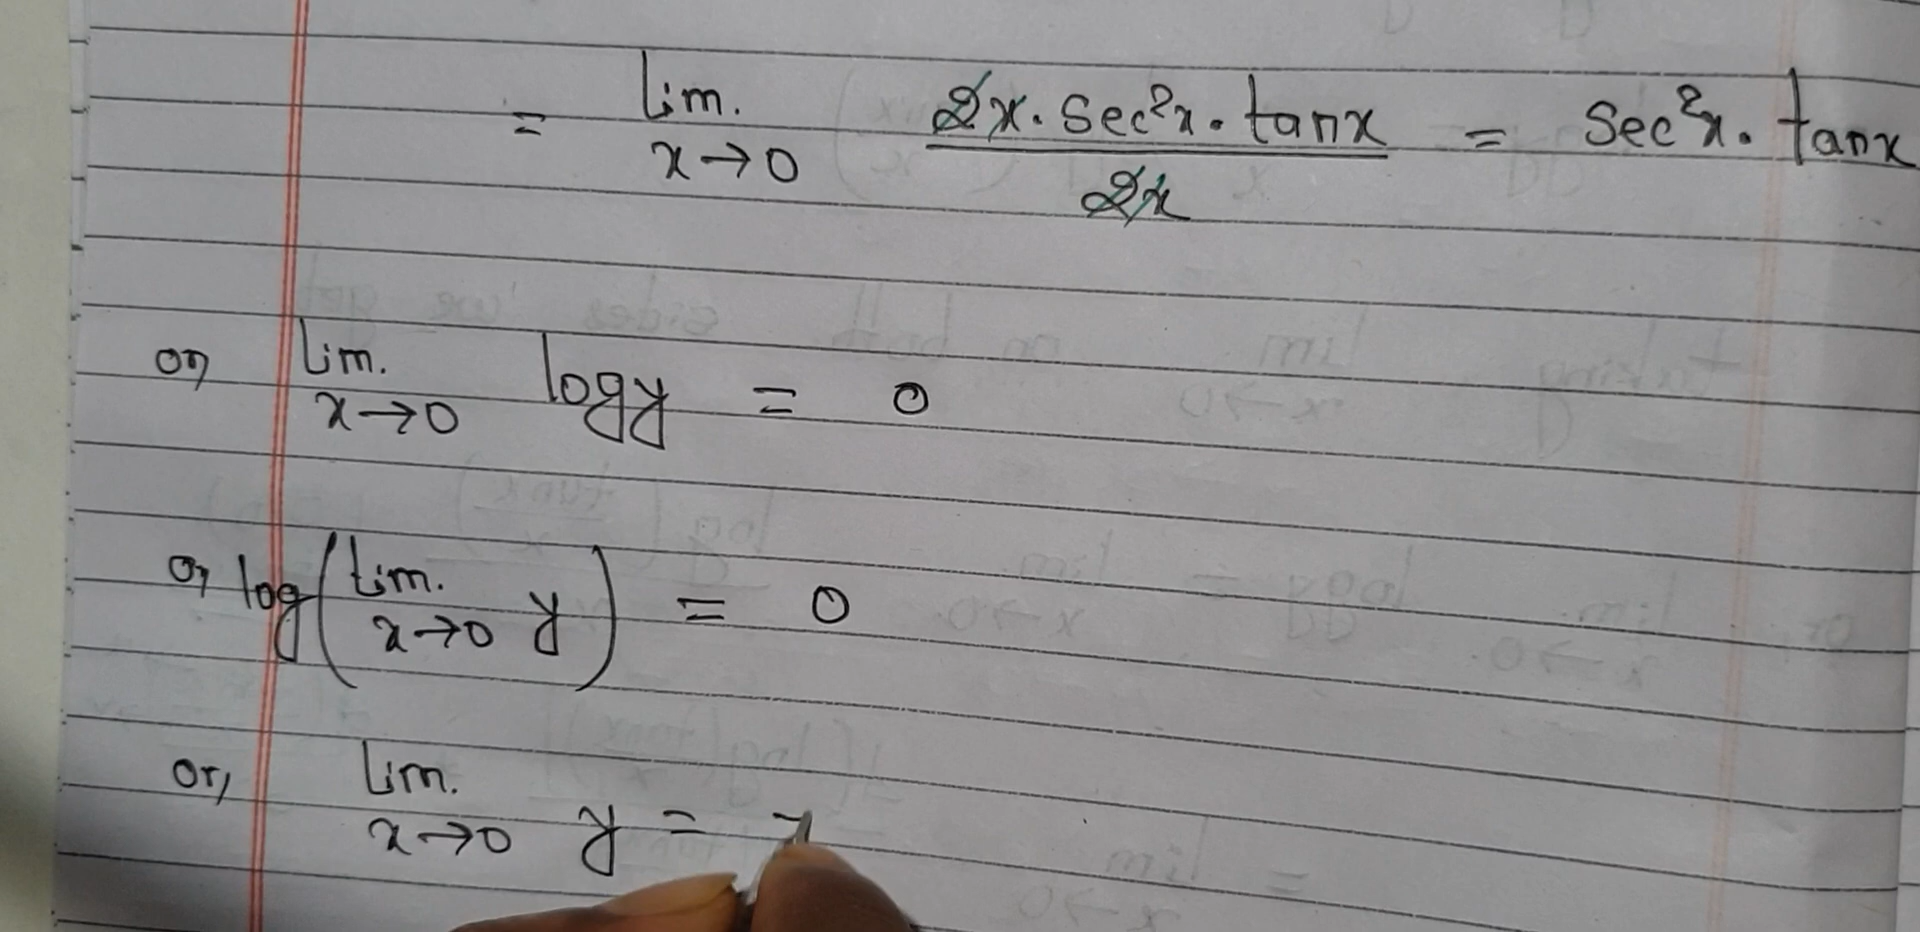 = lim. x→0 2x. sec²x. tanx / 2x = sec²x. tanx
or, lim. x→0 logy = 0
or, log(lim. x→0 y) = 0
or, lim. x→0 y =